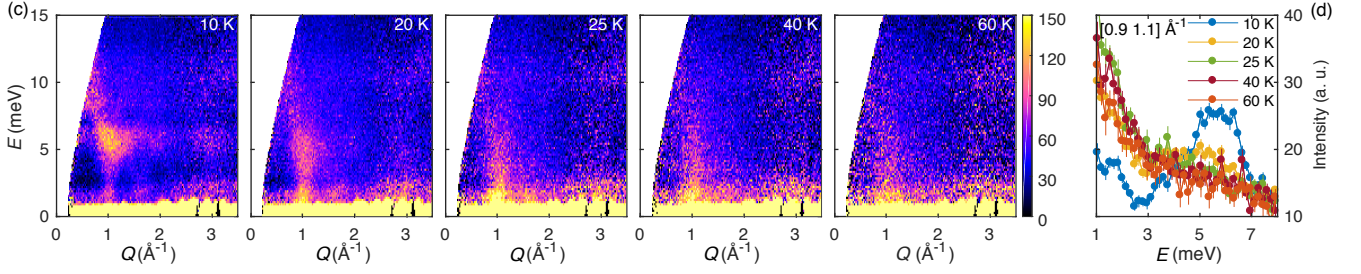 (c)
15
10
5
0
E (meV)
10 K
20 K
25 K
40 K
60 K
0 1 2 3
0 1 2 3
0 1 2 3
0 1 2 3
0 1 2 3
Q (Å⁻¹)
Q (Å⁻¹)
Q (Å⁻¹)
Q (Å⁻¹)
Q (Å⁻¹)
150
120
90
60
30
0
(d)
[0.9 1.1] Å⁻¹
10 K
20 K
25 K
40 K
60 K
40
30
20
10
Intensity (a. u.)
1 3 5 7
E (meV)